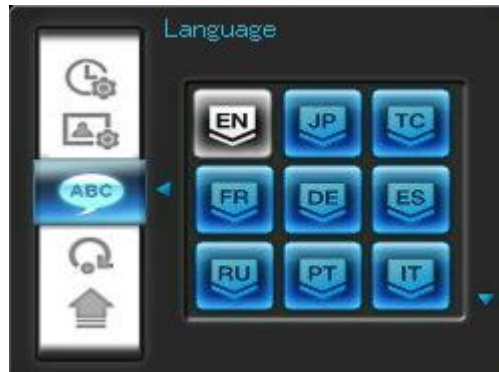 Language
EN JP TC
ABC
FR DE ES
RU PT IT